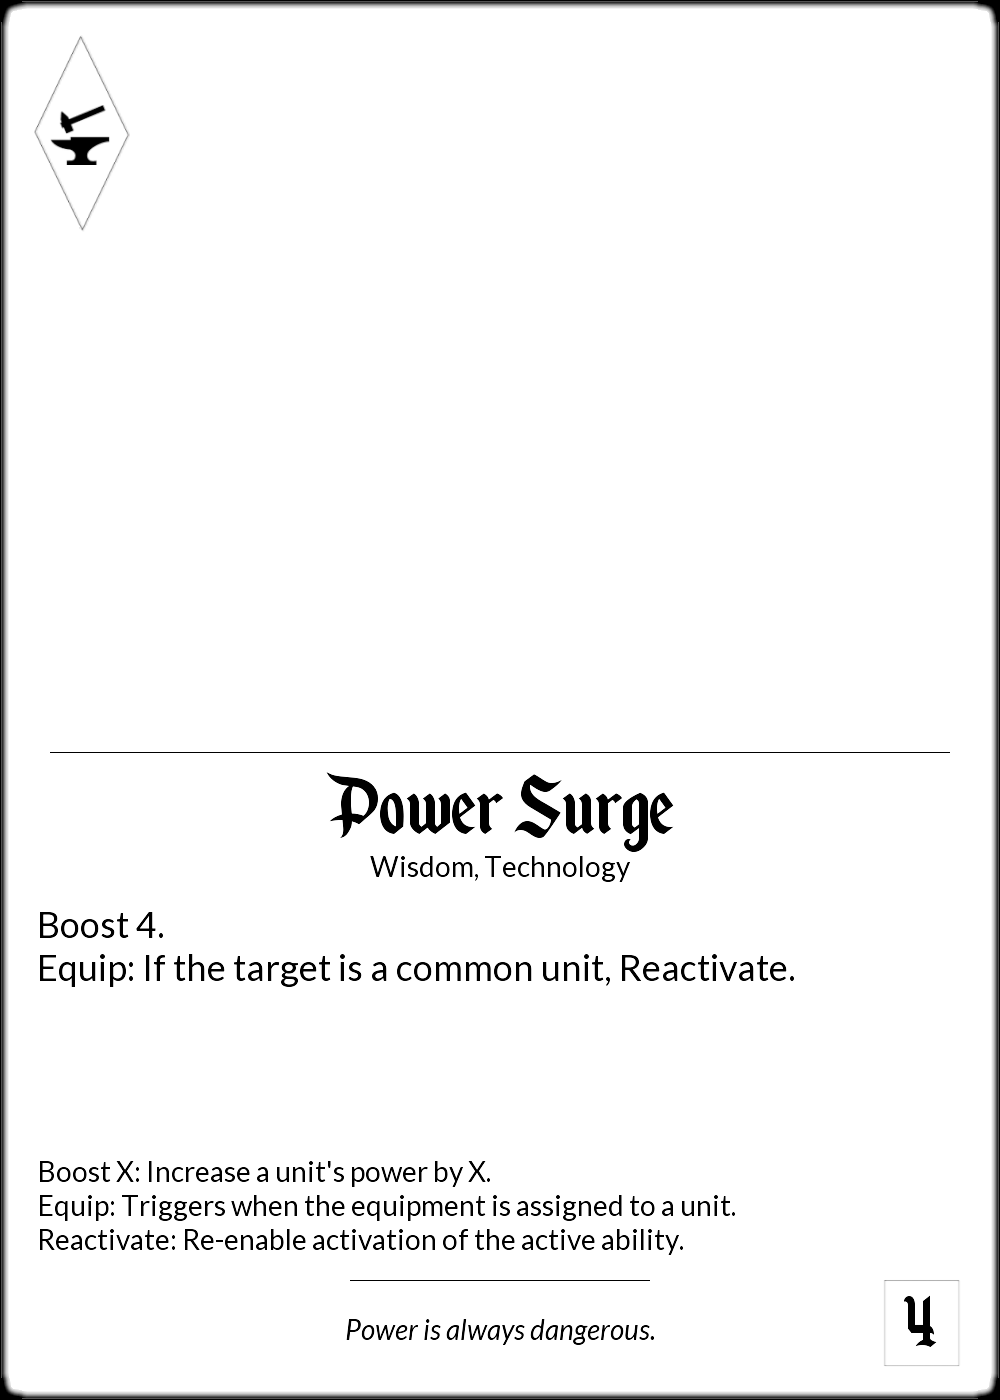 Power Surge
Wisdom, Technology
Boost 4.
Equip: If the target is a common unit, Reactivate.
Boost X: Increase a unit's power by X.
Equip: Triggers when the equipment is assigned to a unit.
Reactivate: Re-enable activation of the active ability.
Power is always dangerous.
4